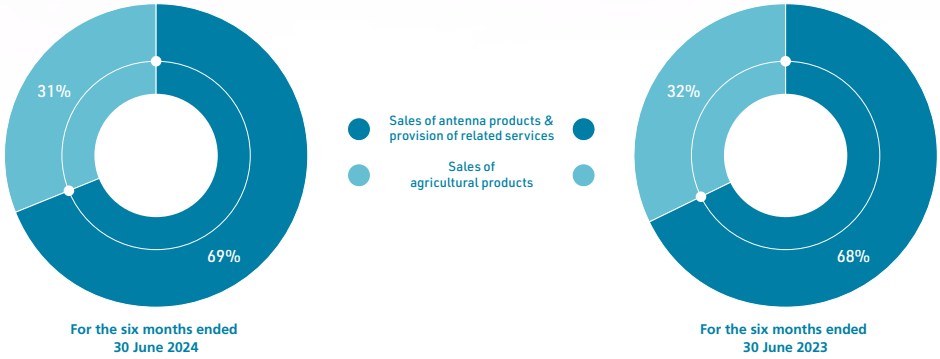 31%
69%
For the six months ended
30 June 2024
Sales of antenna products &
provision of related services
Sales of
agricultural products
32%
68%
For the six months ended
30 June 2023